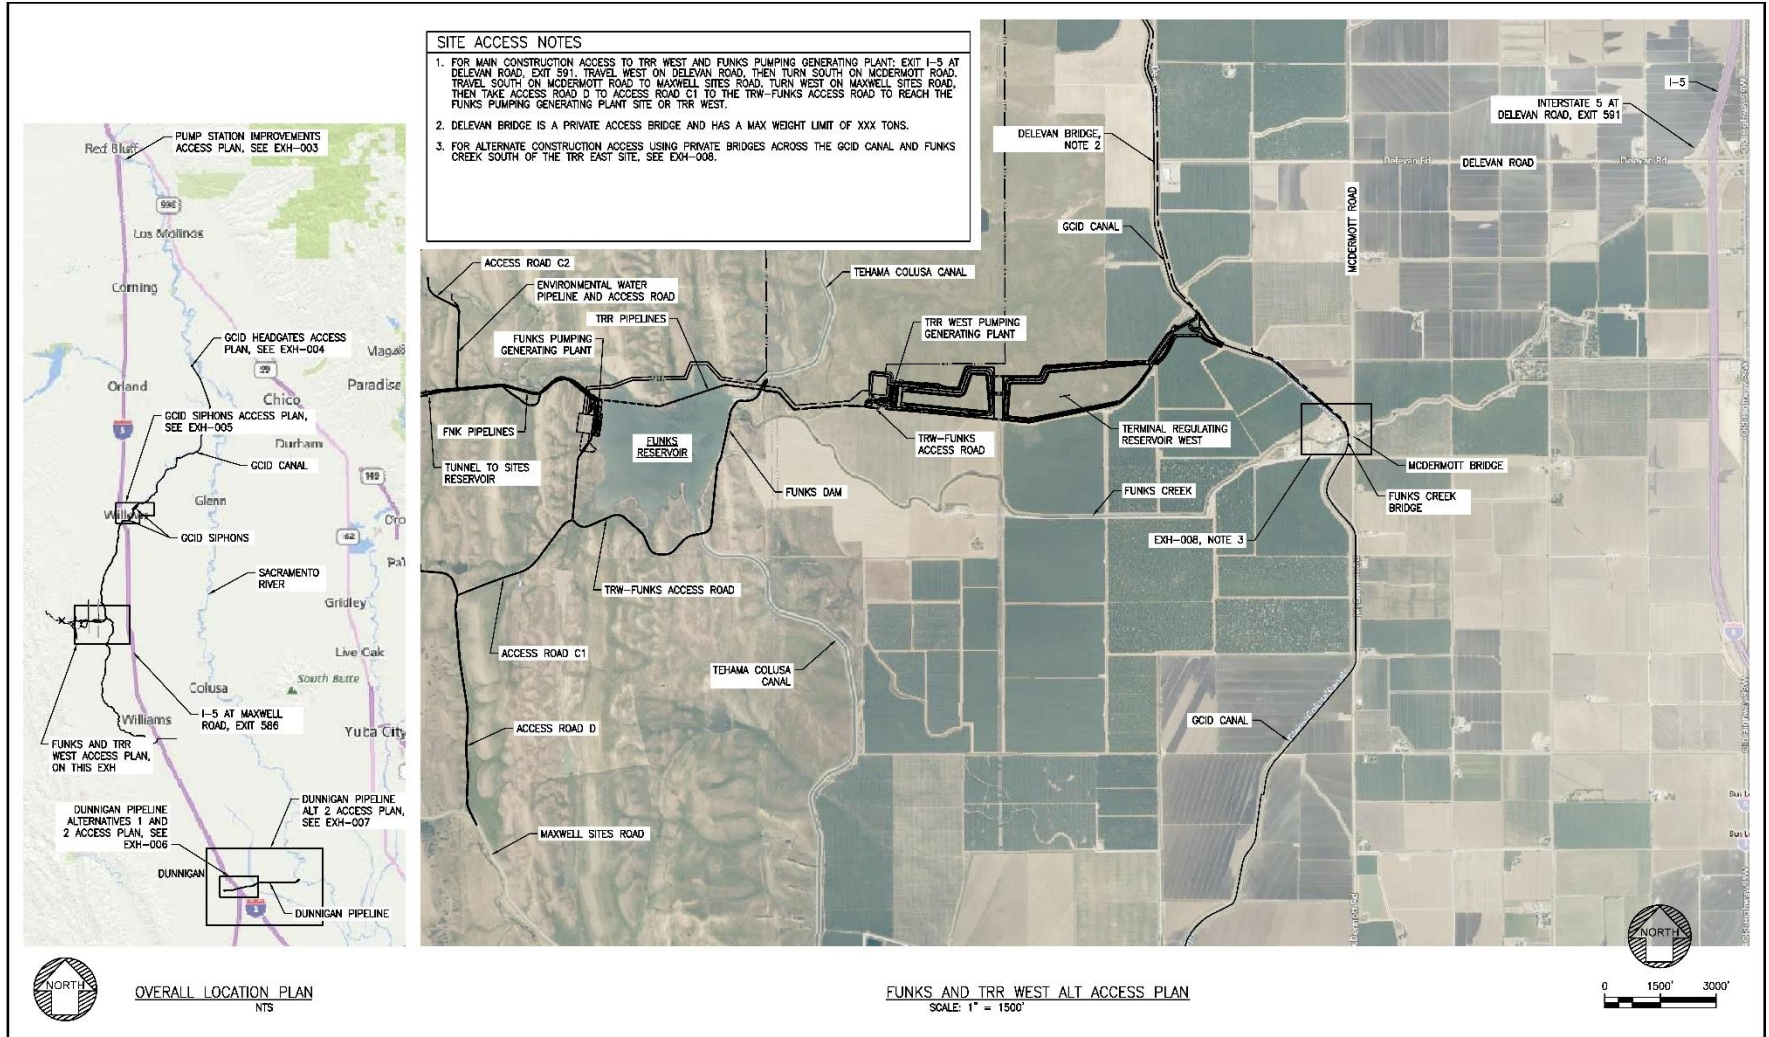 SITE ACCESS NOTES
1. FOR MAIN CONSTRUCTION ACCESS TO TRR WEST AND FUNKS PUMPING GENERATING PLANT: EXIT I-5 AT
DELEVAN ROAD, EXIT 591. TRAVEL WEST ON DELEVAN ROAD, THEN TURN SOUTH ON MCDERMOTT ROAD.
TRAVEL SOUTH ON MCDERMOTT ROAD TO MAXWELL SITES ROAD. TURN WEST ON MAXWELL SITES ROAD,
THEN TAKE ACCESS ROAD D TO ACCESS ROAD C1 TO THE TRW-FUNKS ACCESS ROAD TO REACH THE
FUNKS PUMPING GENERATING PLANT SITE OR TRR WEST.
2. DELEVAN BRIDGE IS A PRIVATE ACCESS BRIDGE AND HAS A MAX WEIGHT LIMIT OF XXX TONS.
3. FOR ALTERNATE CONSTRUCTION ACCESS USING PRIVATE BRIDGES ACROSS THE GCID CANAL AND FUNKS
CREEK SOUTH OF THE TRR EAST SITE, SEE EXH-008.
PUMP STATION IMPROVEMENTS
ACCESS PLAN, SEE EXH-003
Red Bluff
99E
Los Molinos
Corning
GCID HEADGATES ACCESS
PLAN, SEE EXH-004
99
Paradise
Orland
Chico
5
GCID SIPHONS ACCESS PLAN,
SEE EXH-005
Durham
GCID CANAL
149
Glenn
Willows
GCID SIPHONS
162
SACRAMENTO
RIVER
Gridley
Live Oak
South Butte
Colusa
I-5 AT MAXWELL
ROAD, EXIT 586
Williams
Yuba City
FUNKS AND TRR
WEST ACCESS PLAN,
ON THIS EXH
DUNNIGAN PIPELINE
ALT 2 ACCESS PLAN,
SEE EXH-007
DUNNIGAN PIPELINE
ALTERNATIVES 1 AND
2 ACCESS PLAN, SEE
EXH-006
DUNNIGAN
5
DUNNIGAN PIPELINE
NORTH
OVERALL LOCATION PLAN
NTS
I-5
INTERSTATE 5 AT
DELEVAN ROAD, EXIT 591
DELEVAN BRIDGE,
NOTE 2
Delevan Rd
DELEVAN ROAD
Delevan Rd
MCDERMOTT ROAD
GCID CANAL
ACCESS ROAD C2
ENVIRONMENTAL WATER
PIPELINE AND ACCESS ROAD
TEHAMA COLUSA CANAL
TRR PIPELINES
TRR WEST PUMPING
GENERATING PLANT
FUNKS PUMPING
GENERATING PLANT
FNK PIPELINES
FUNKS
RESERVOIR
TRW-FUNKS
ACCESS ROAD
TERMINAL REGULATING
RESERVOIR WEST
TUNNEL TO SITES
RESERVOIR
MCDERMOTT BRIDGE
FUNKS DAM
FUNKS CREEK
FUNKS CREEK
BRIDGE
EXH-008, NOTE 3
TRW-FUNKS ACCESS ROAD
ACCESS ROAD C1
TEHAMA COLUSA
CANAL
GCID CANAL
ACCESS ROAD D
MAXWELL SITES ROAD
NORTH
FUNKS AND TRR WEST ALT ACCESS PLAN
SCALE: 1" = 1500'
0 1500' 3000'